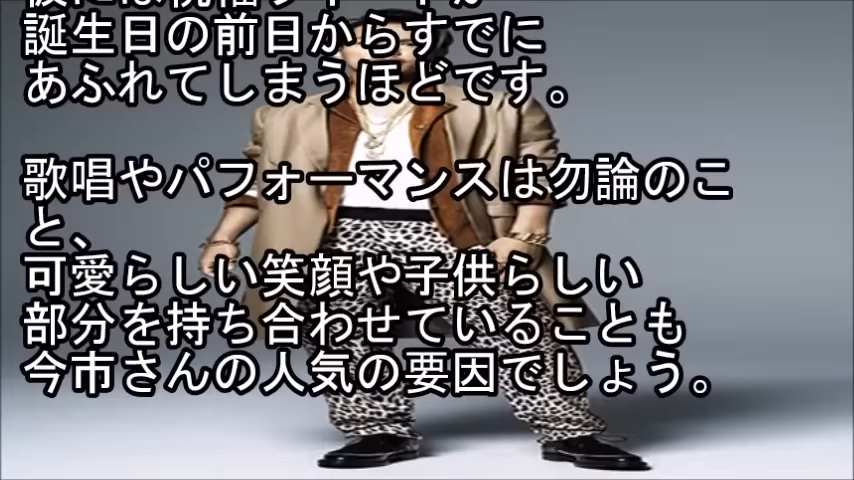 誕生日の前日からすでに
あふれてしまうほどです。
歌唱やパフォーマンスは勿論のこ
と、
可愛らしい笑顔や子供らしい
部分を持ち合わせていることも
今市さんの人気の要因でしょう。